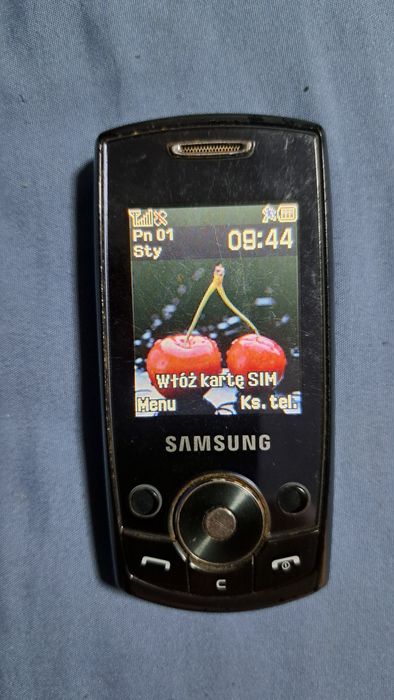 Pn 01
Sty
09:44
Włóż kartę SIM
Menu
Ks. tel.
SAMSUNG
C